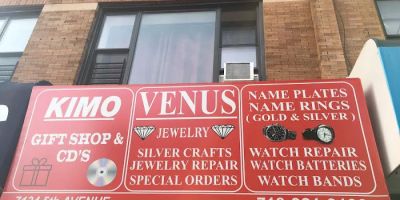 KIMO
GIFT SHOP &
CD'S
VENUS
JEWELRY
SILVER CRAFTS
JEWELRY REPAIR
SPECIAL ORDERS
NAME PLATES
NAME RINGS
( GOLD & SILVER )
WATCH REPAIR
WATCH BATTERIES
WATCH BANDS